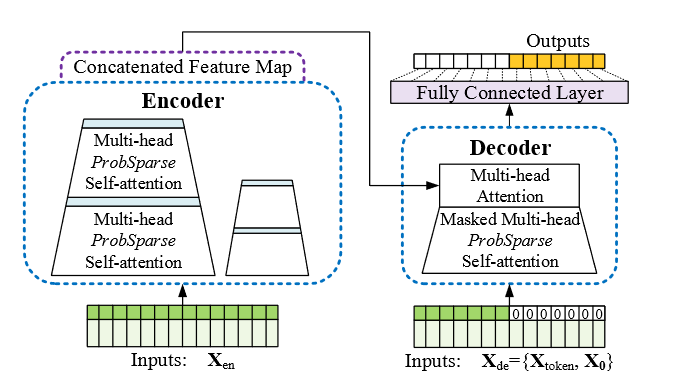 Concatenated Feature Map
Encoder
Multi-head
ProbSparse
Self-attention
Multi-head
ProbSparse
Self-attention
Inputs: Xen
Outputs
Fully Connected Layer
Decoder
Multi-head
Attention
Masked Multi-head
ProbSparse
Self-attention
0 0 0 0 0 0 0
Inputs: Xde={Xtoken, X0}